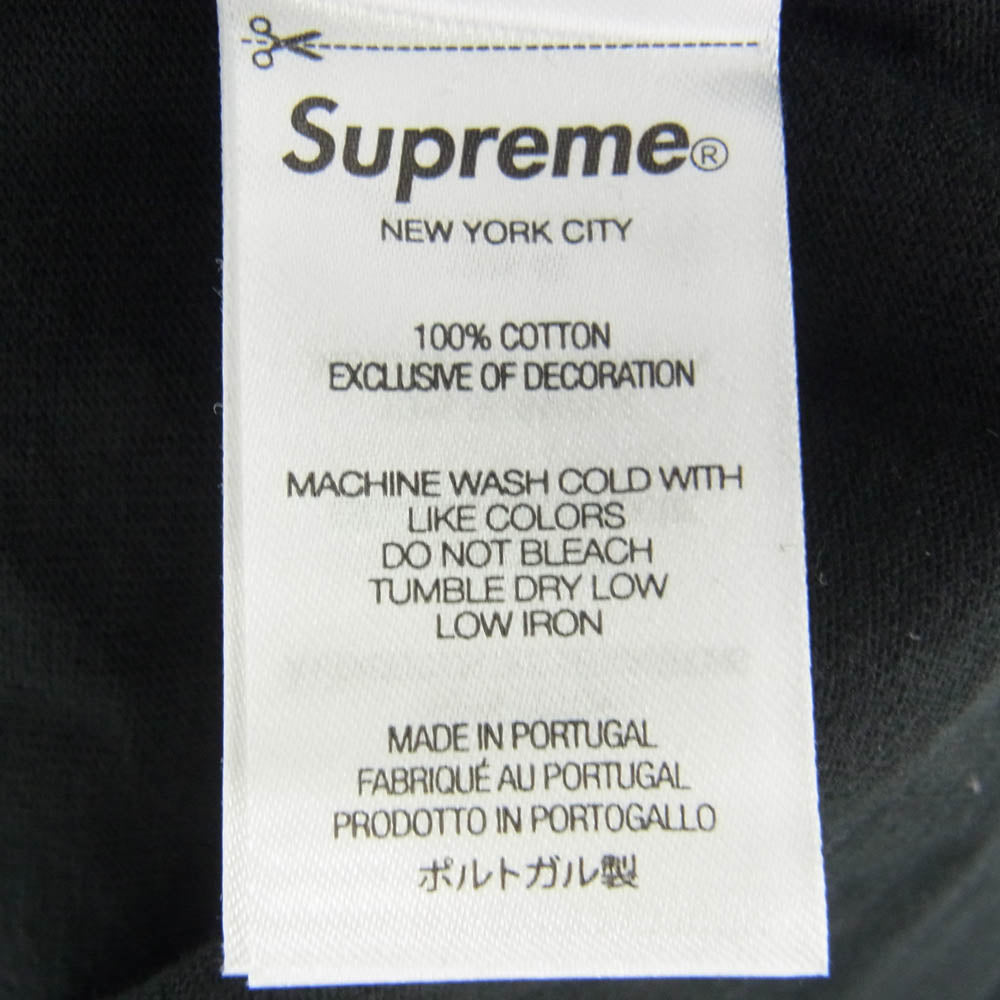 Supreme®
NEW YORK CITY
100% COTTON
EXCLUSIVE OF DECORATION
MACHINE WASH COLD WITH
LIKE COLORS
DO NOT BLEACH
TUMBLE DRY LOW
LOW IRON
MADE IN PORTUGAL
FABRIQUÉ AU PORTUGAL
PRODOTTO IN PORTOGALLO
ポルトガル製